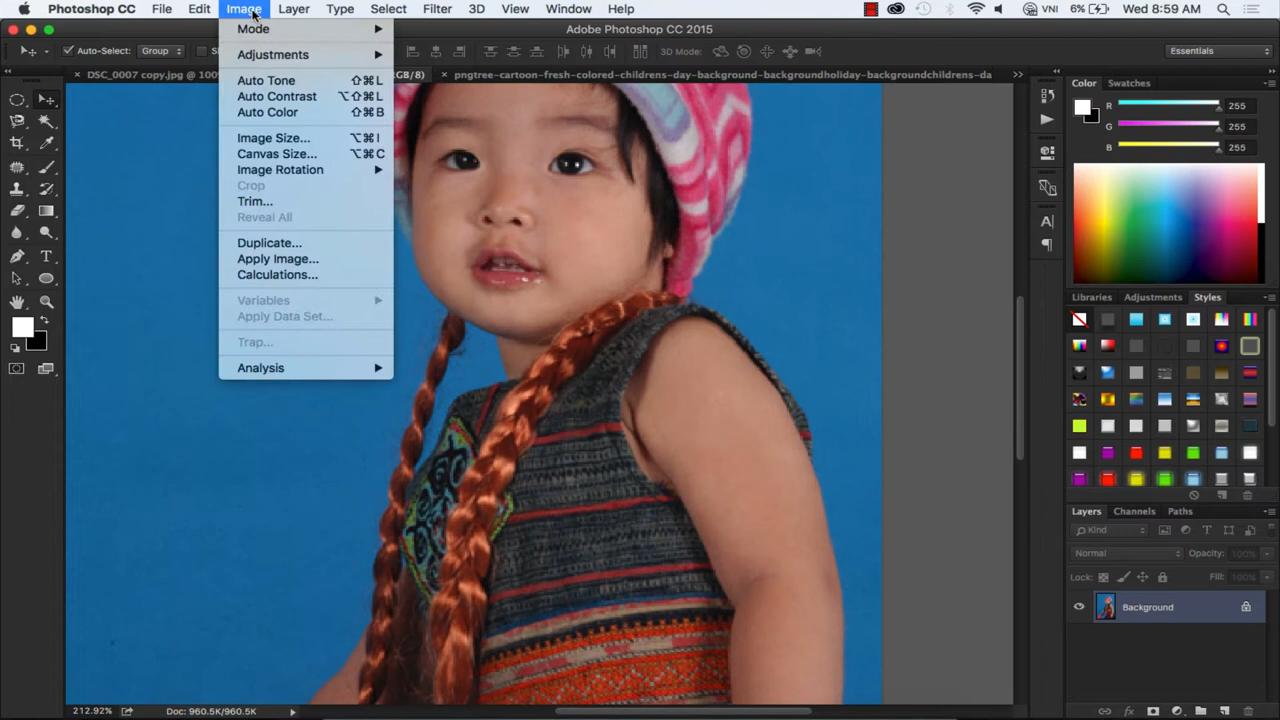 Photoshop CC File Edit Image Layer Type Select Filter 3D View Window Help VNI 6% Wed 8:59 AM
Adobe Photoshop CC 2015
Auto-Select: Group 3D Mode: Essentials
DSC_0007 copy.jpg @ 100 RGB/8) × pngtree-cartoon-fresh-colored-childrens-day-background-backgroundholiday-backgroundchildrens-da
Mode
Adjustments
Auto Tone ⇧⌘L
Auto Contrast ⌥⇧⌘L
Auto Color ⇧⌘B
Image Size... ⌥⌘I
Canvas Size... ⌥⌘C
Image Rotation
Crop
Trim...
Reveal All
Duplicate...
Apply Image...
Calculations...
Variables
Apply Data Set...
Trap...
Analysis
Color Swatches
R 255
G 255
B 255
Libraries Adjustments Styles
Layers Channels Paths
Kind
Normal Opacity: 100%
Lock: Fill: 100%
Background
212.92% Doc: 960.5K/960.5K